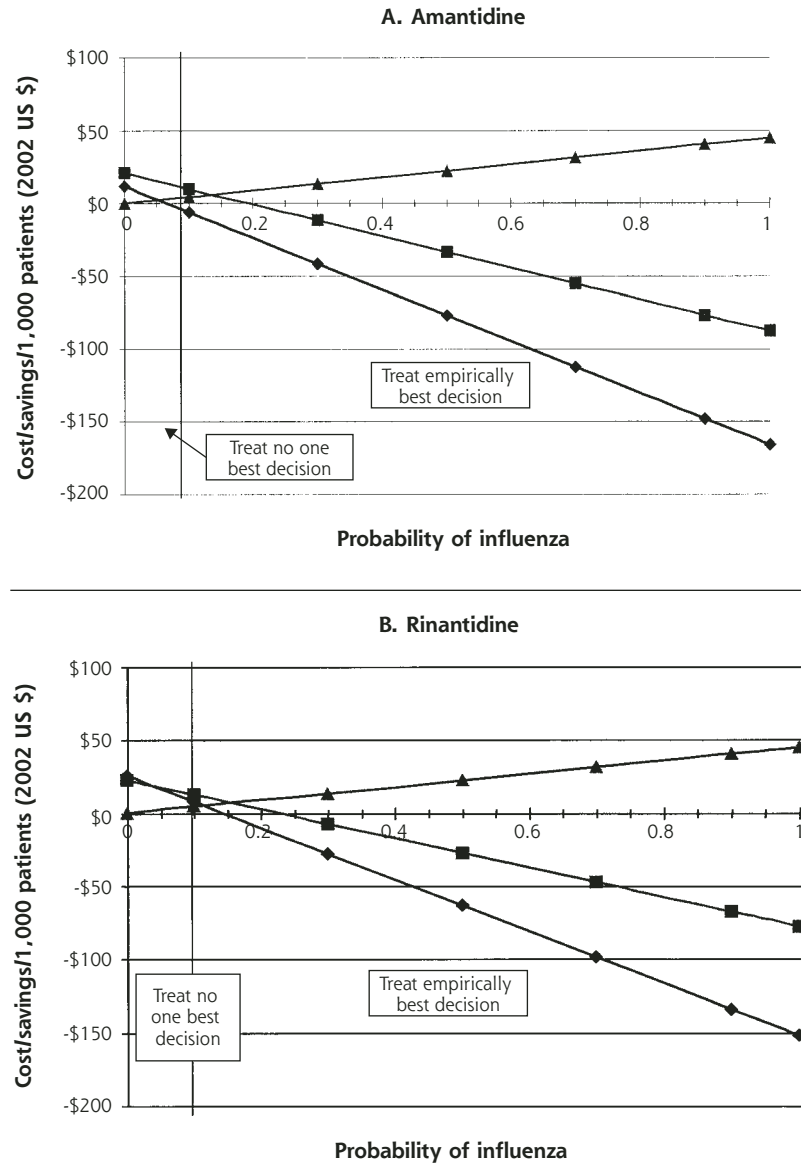 A. Amantidine
Cost/savings/1,000 patients (2002 US $)
$100
$50
$0
-$50
-$100
-$150
-$200
0
0.2
0.4
0.6
0.8
1
Treat empirically
best decision
Treat no one
best decision
Probability of influenza
B. Rinantidine
Cost/savings/1,000 patients (2002 US $)
$100
$50
$0
-$50
-$100
-$150
-$200
0
0.2
0.4
0.6
0.8
1
Treat no
one best
decision
Treat empirically
best decision
Probability of influenza